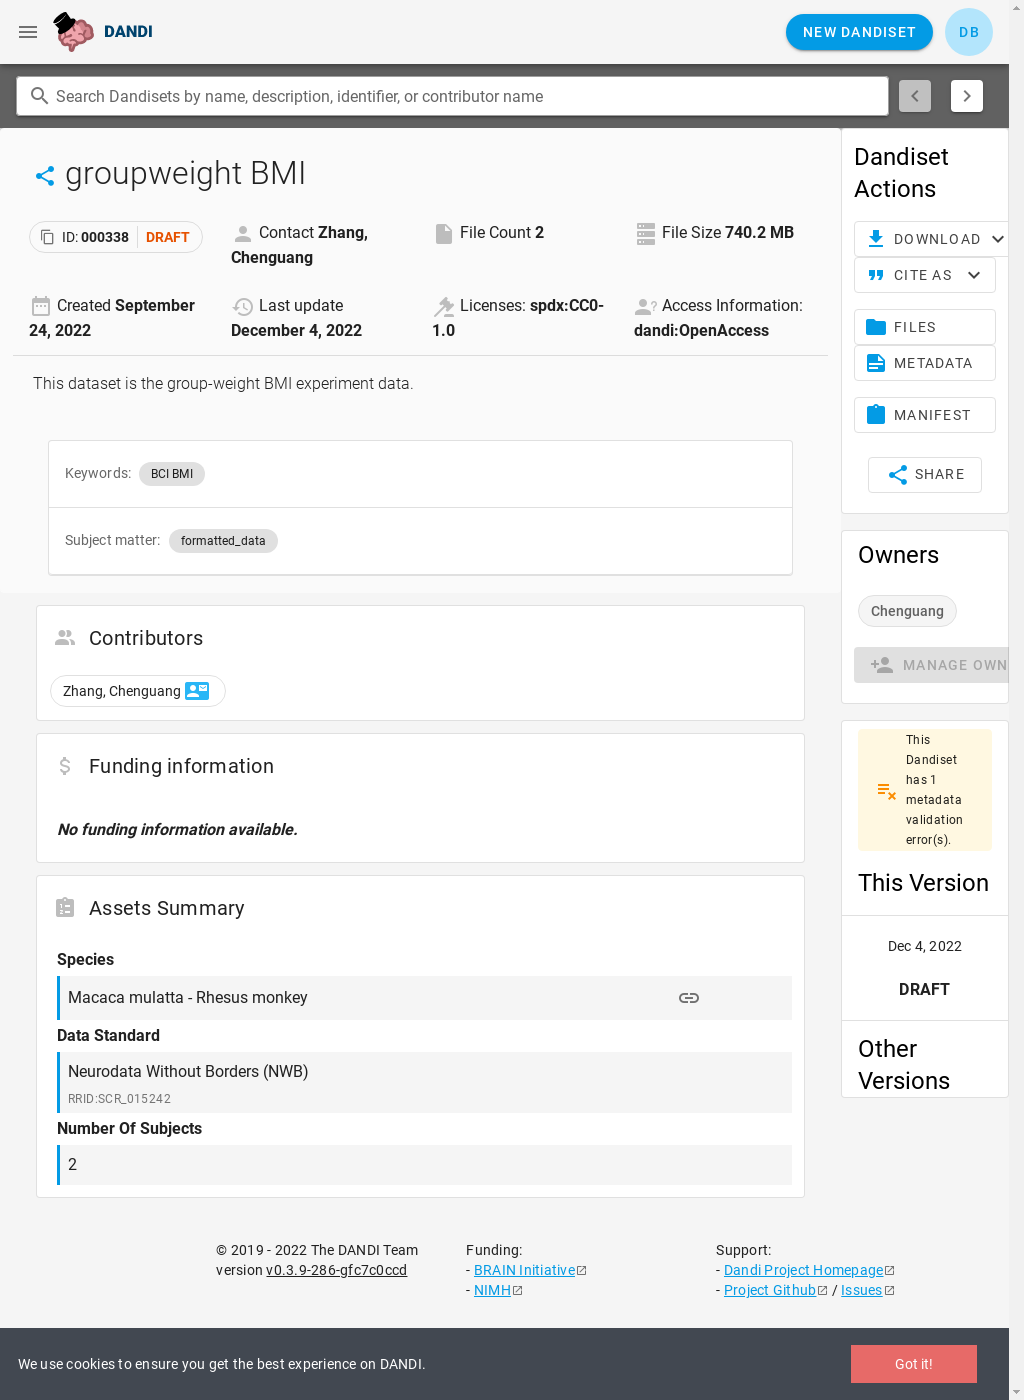 DANDI
NEW DANDISET
DB
Search Dandisets by name, description, identifier, or contributor name
groupweight BMI
ID: 000338 DRAFT
Contact Zhang,
Chenguang
File Count 2
File Size 740.2 MB
Created September
24, 2022
Last update
December 4, 2022
Licenses: spdx:CC0-
1.0
Access Information:
dandi:OpenAccess
This dataset is the group-weight BMI experiment data.
Keywords: BCI BMI
Subject matter: formatted_data
Contributors
Zhang, Chenguang
Funding information
No funding information available.
Assets Summary
Species
Macaca mulatta - Rhesus monkey
Data Standard
Neurodata Without Borders (NWB)
RRID:SCR_015242
Number Of Subjects
2
Dandiset
Actions
DOWNLOAD
CITE AS
FILES
METADATA
MANIFEST
SHARE
Owners
Chenguang
MANAGE OWN
This
Dandiset
has 1
metadata
validation
error(s).
This Version
Dec 4, 2022
DRAFT
Other
Versions
© 2019 - 2022 The DANDI Team
version v0.3.9-286-gfc7c0ccd
Funding:
- BRAIN Initiative
- NIMH
Support:
- Dandi Project Homepage
- Project Github / Issues
We use cookies to ensure you get the best experience on DANDI.
Got it!